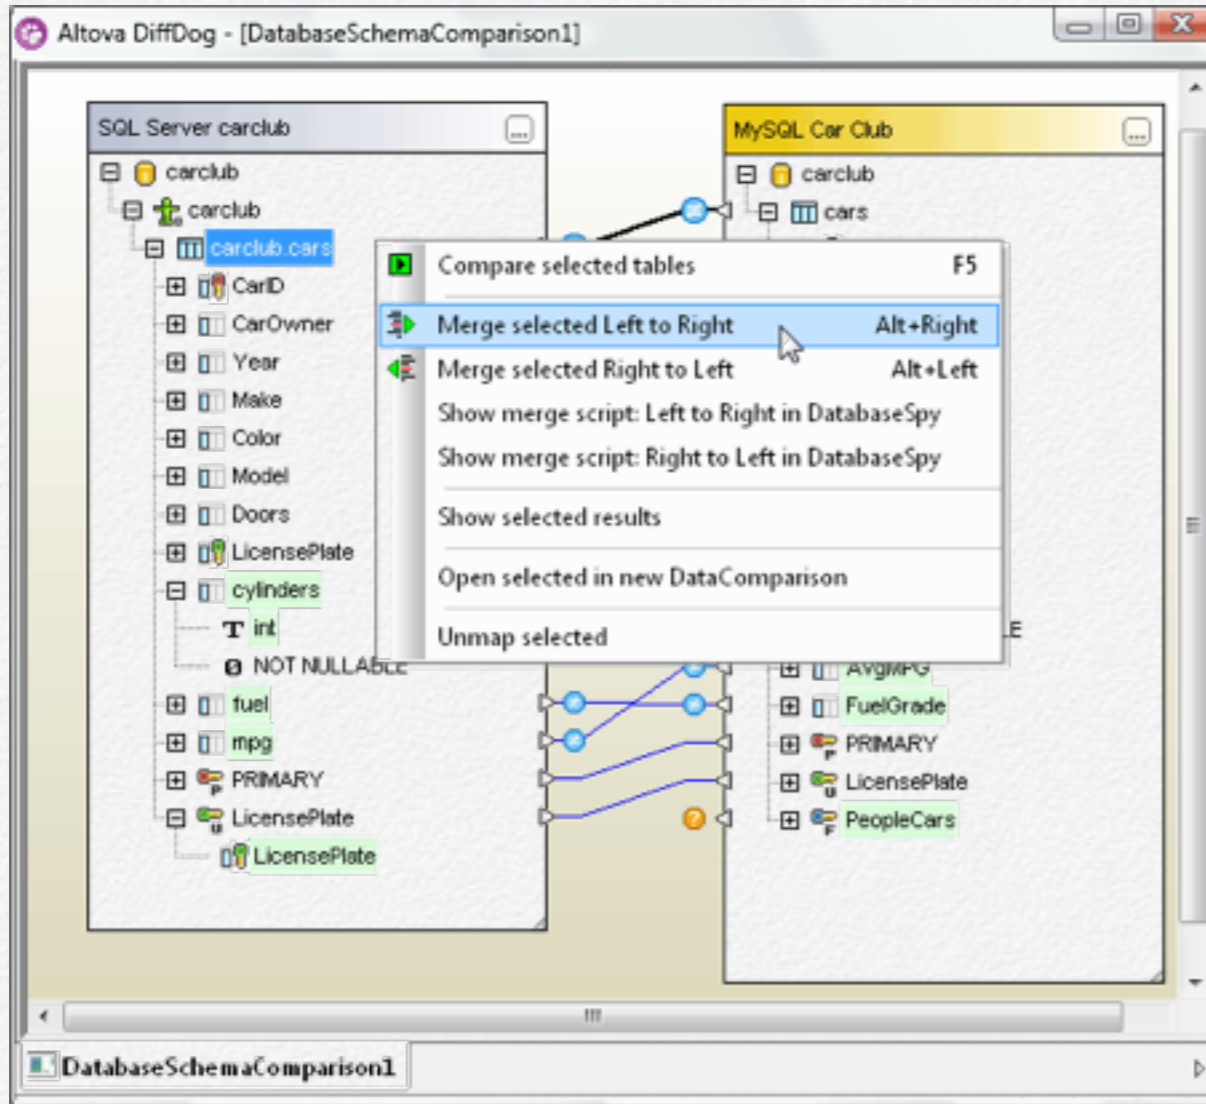 Altova DiffDog - [DatabaseSchemaComparison1]
SQL Server carclub
...
carclub
carclub
carclub.cars
CarID
CarOwner
Year
Make
Color
Model
Doors
LicensePlate
cylinders
T int
NOT NULLABLE
fuel
mpg
PRIMARY
LicensePlate
LicensePlate
Compare selected tables F5
Merge selected Left to Right Alt+Right
Merge selected Right to Left Alt+Left
Show merge script: Left to Right in DatabaseSpy
Show merge script: Right to Left in DatabaseSpy
Show selected results
Open selected in new DataComparison
Unmap selected
MySQL Car Club
...
carclub
cars
AvgMPG
FuelGrade
PRIMARY
LicensePlate
? PeopleCars
DatabaseSchemaComparison1